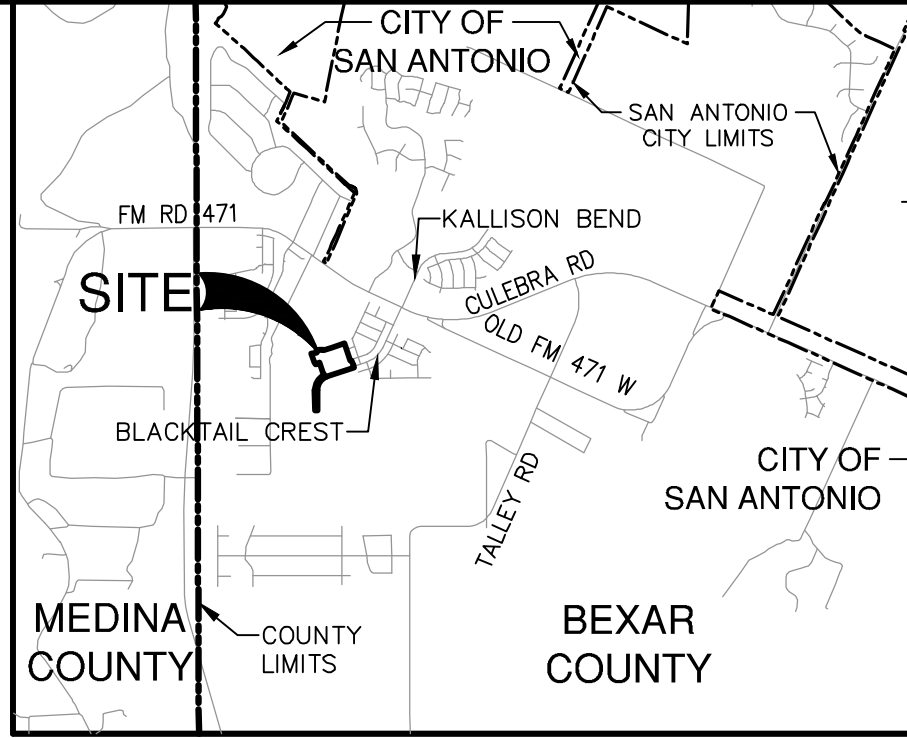 CITY OF
SAN ANTONIO
SAN ANTONIO
CITY LIMITS
FM RD 471
KALLISON BEND
SITE
CULEBRA RD
OLD FM 471 W
BLACKTAIL CREST
TALLEY RD
CITY OF
SAN ANTONIO
MEDINA
COUNTY
COUNTY
LIMITS
BEXAR
COUNTY